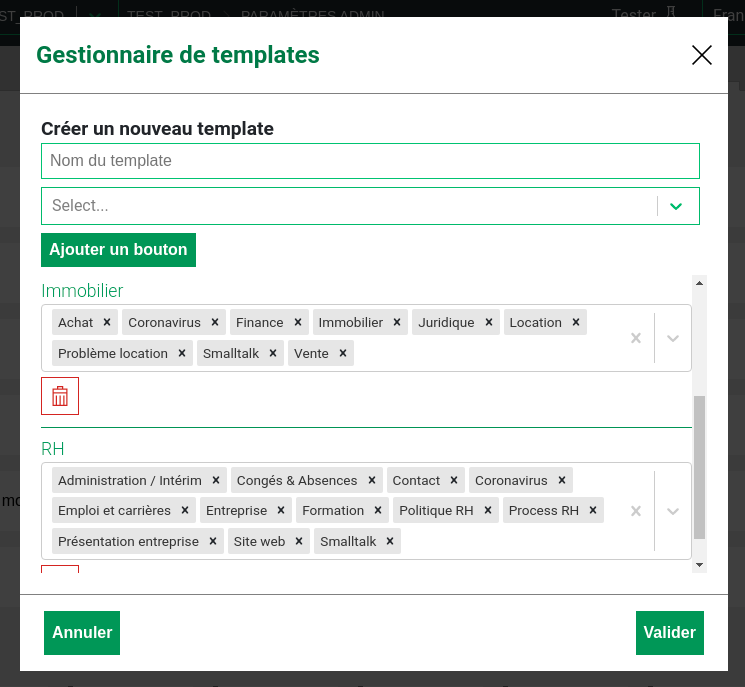 ST_PROD TEST_PROD PARAMÈTRES ADMIN Tester Fran
Gestionnaire de templates
Créer un nouveau template
Nom du template
Select...
Ajouter un bouton
Immobilier
Achat Coronavirus Finance Immobilier Juridique Location
Problème location Smalltalk Vente
RH
Administration / Intérim Congés & Absences Contact Coronavirus
mo
Emploi et carrières Entreprise Formation Politique RH Process RH
Présentation entreprise Site web Smalltalk
Annuler Valider